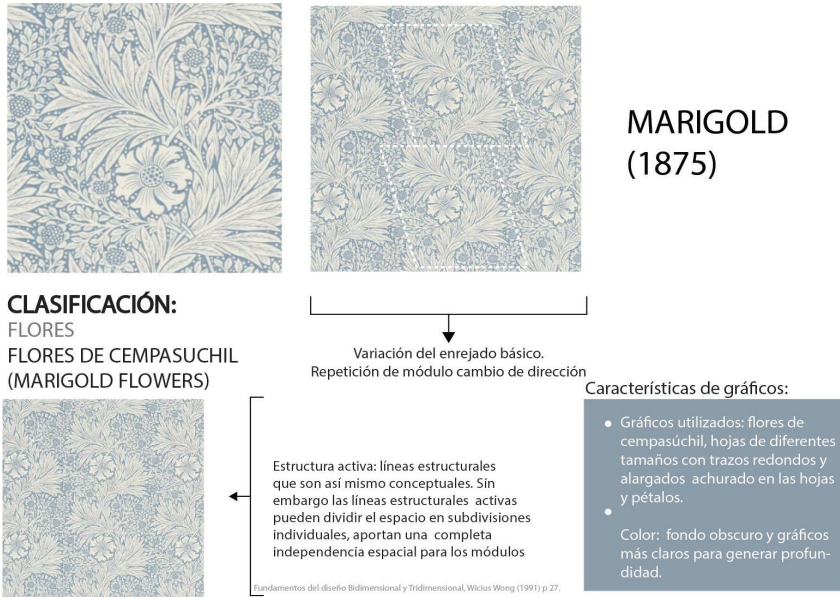 MARIGOLD
(1875)
CLASIFICACIÓN:
FLORES
FLORES DE CEMPASUCHIL
(MARIGOLD FLOWERS)
Variación del enrejado básico.
Repetición de módulo cambio de dirección
Estructura activa: líneas estructurales
que son así mismo conceptuales. Sin
embargo las líneas estructurales activas
pueden dividir el espacio en subdivisiones
individuales, aportan una completa
independencia espacial para los módulos
Fundamentos del diseño Bidimensional y Tridimensional, Wicius Wong (1991) p 27.
Características de gráficos:
• Gráficos utilizados: flores de
cempasúchil, hojas de diferentes
tamaños con trazos redondos y
alargados achurado en las hojas
y pétalos.
•
Color: fondo obscuro y gráficos
más claros para generar profun-
didad.